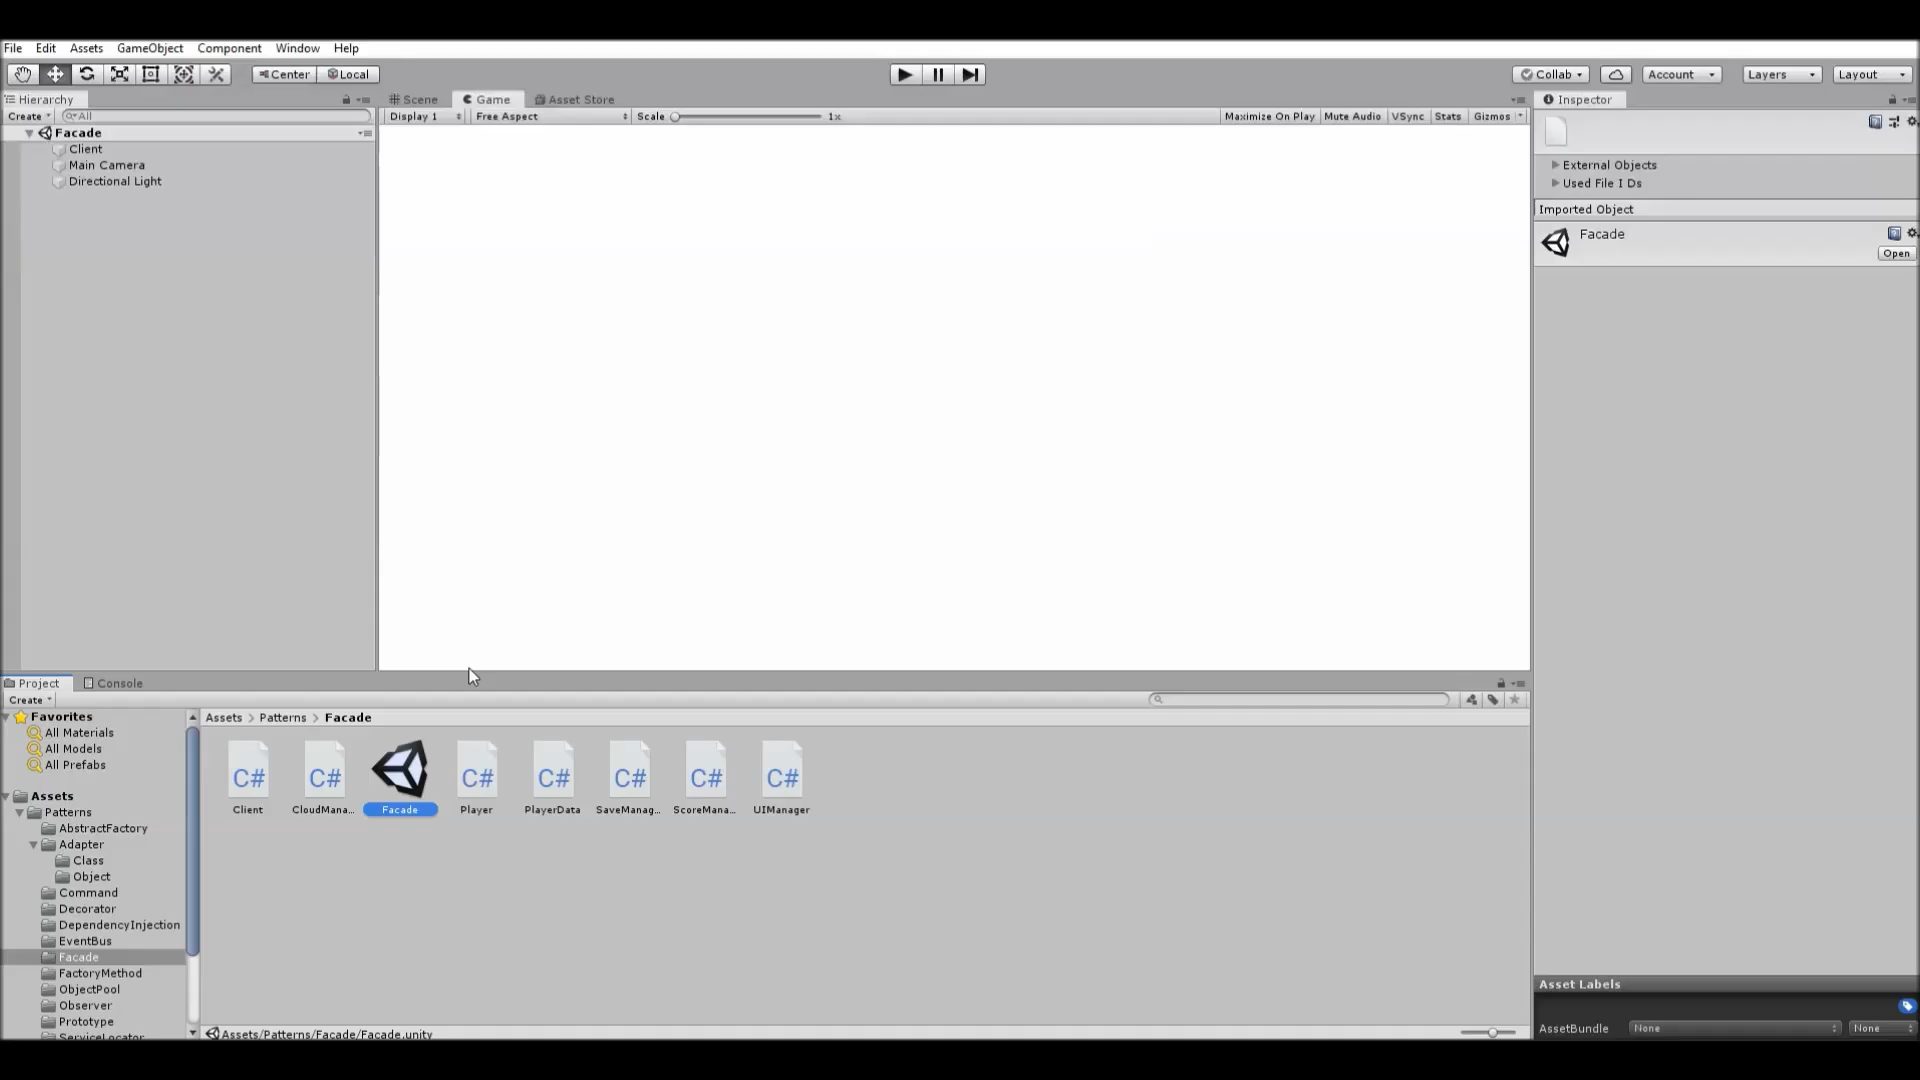 File Edit Assets GameObject Component Window Help
Center Local Collab Account Layers Layout
Hierarchy
Create All
Facade
Client
Main Camera
Directional Light
Scene Game Asset Store
Display 1 Free Aspect Scale 1x Maximize On Play Mute Audio VSync Stats Gizmos
Inspector
External Objects
Used File I Ds
Imported Object
Facade
Open
Project Console
Create
Favorites
All Materials
All Models
All Prefabs
Assets
Patterns
AbstractFactory
Adapter
Class
Object
Command
Decorator
DependencyInjection
EventBus
Facade
FactoryMethod
ObjectPool
Observer
Prototype
ServiceLocator
Assets > Patterns > Facade
C# C# C# C# C# C# C#
Client CloudMana... Facade Player PlayerData SaveManag... ScoreMana... UIManager
Assets/Patterns/Facade/Facade.unity
Asset Labels
AssetBundle None None